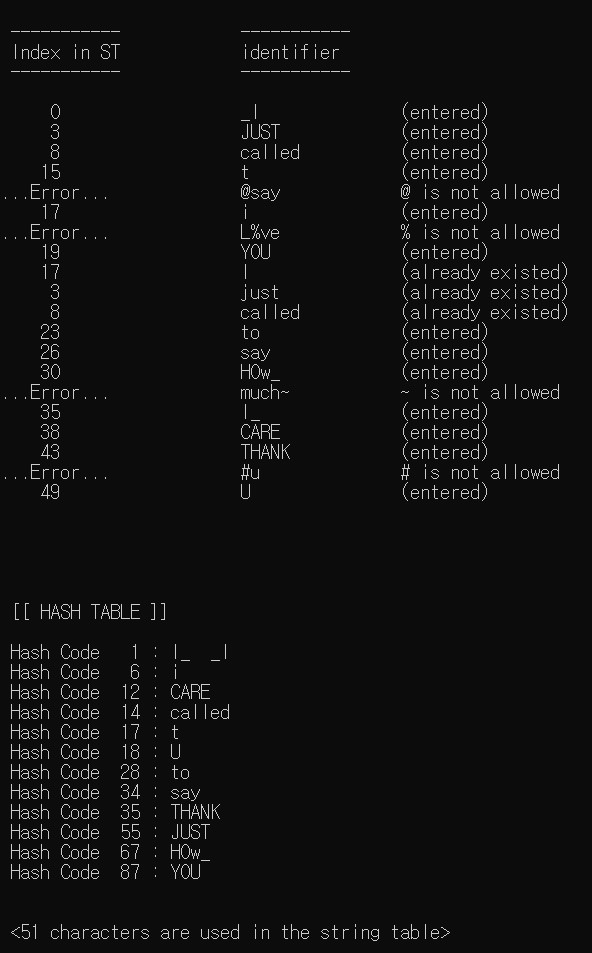 -----------             -----------
Index in ST             identifier
-----------             -----------
0    _I    (entered)
3    JUST    (entered)
8    called    (entered)
15    t    (entered)
...Error...    @say    @ is not allowed
17    i    (entered)
...Error...    L%ve    % is not allowed
19    YOU    (entered)
17    I    (already existed)
3    just    (already existed)
8    called    (already existed)
23    to    (entered)
26    say    (entered)
30    HOw_    (entered)
...Error...    much~    ~ is not allowed
35    I_    (entered)
38    CARE    (entered)
43    THANK    (entered)
...Error...    #u    # is not allowed
49    U    (entered)
[[ HASH TABLE ]]
Hash Code   1 : I_  _I
Hash Code   6 : i
Hash Code  12 : CARE
Hash Code  14 : called
Hash Code  17 : t
Hash Code  18 : U
Hash Code  28 : to
Hash Code  34 : say
Hash Code  35 : THANK
Hash Code  55 : JUST
Hash Code  67 : HOw_
Hash Code  87 : YOU
<51 characters are used in the string table>